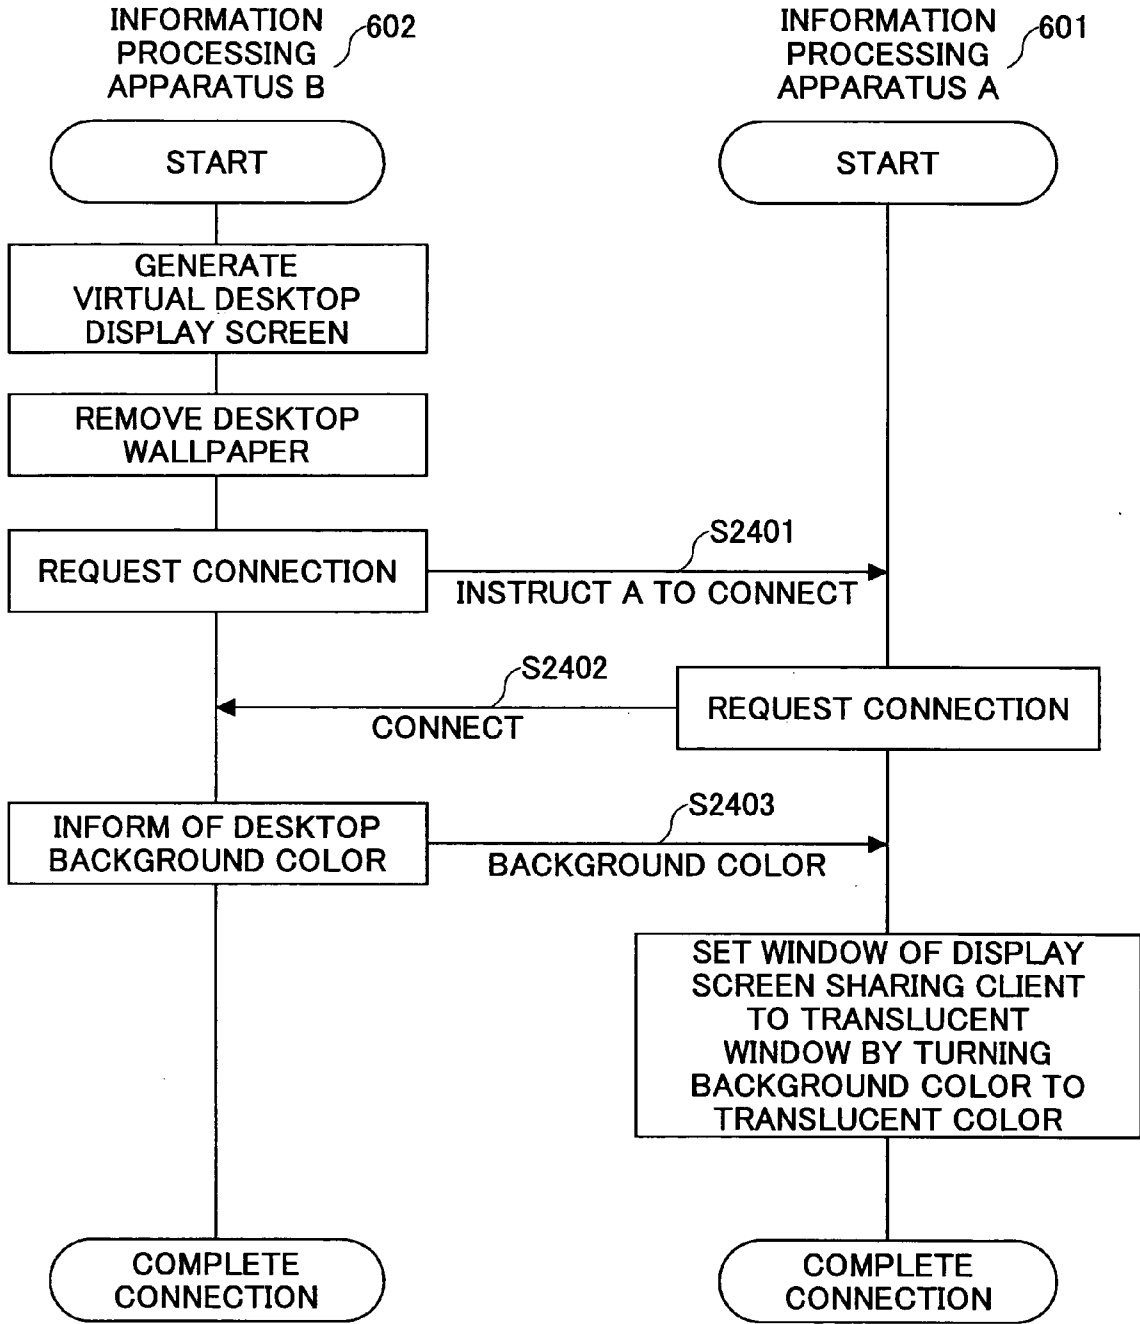 INFORMATION
PROCESSING
APPARATUS B
602
INFORMATION
PROCESSING
APPARATUS A
601
START
START
GENERATE
VIRTUAL DESKTOP
DISPLAY SCREEN
REMOVE DESKTOP
WALLPAPER
REQUEST CONNECTION
S2401
INSTRUCT A TO CONNECT
S2402
CONNECT
REQUEST CONNECTION
INFORM OF DESKTOP
BACKGROUND COLOR
S2403
BACKGROUND COLOR
SET WINDOW OF DISPLAY
SCREEN SHARING CLIENT
TO TRANSLUCENT
WINDOW BY TURNING
BACKGROUND COLOR TO
TRANSLUCENT COLOR
COMPLETE
CONNECTION
COMPLETE
CONNECTION